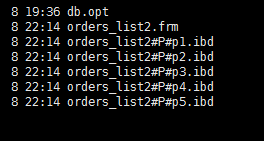 8 19:36 db.opt
8 22:14 orders_list2.frm
8 22:14 orders_list2#P#p1.ibd
8 22:14 orders_list2#P#p2.ibd
8 22:14 orders_list2#P#p3.ibd
8 22:14 orders_list2#P#p4.ibd
8 22:14 orders_list2#P#p5.ibd